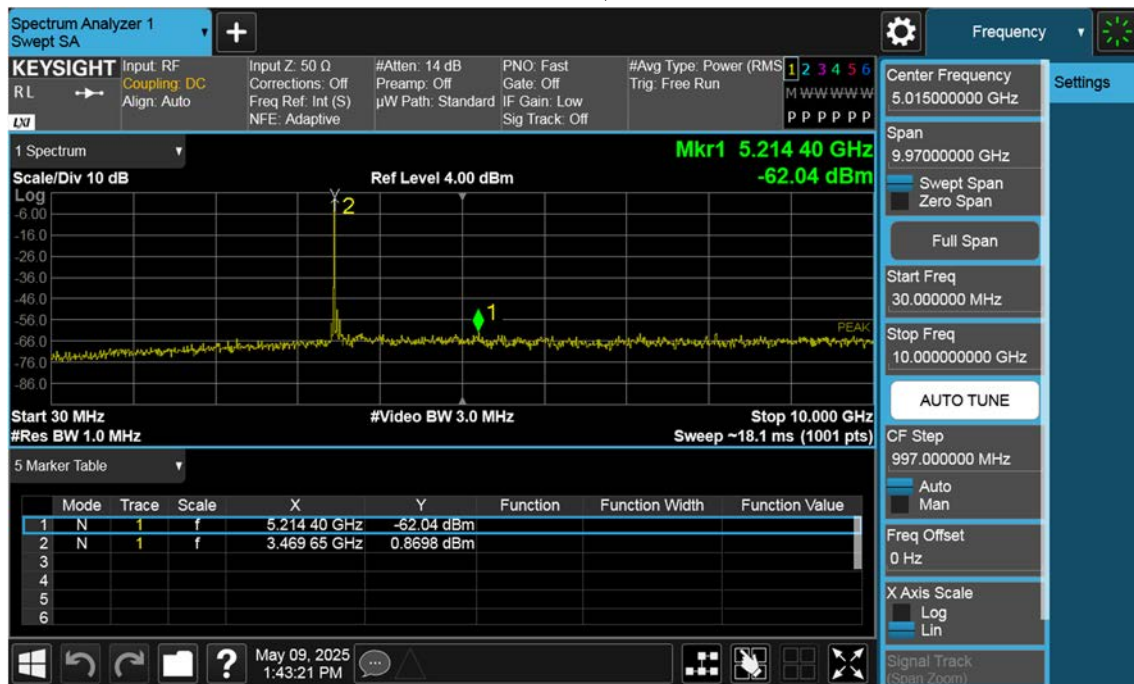 Spectrum Analyzer 1
Swept SA
+
Frequency
KEYSIGHT
RL
LXI
Input: RF
Coupling: DC
Align: Auto
Input Z: 50 Ω
Corrections: Off
Freq Ref: Int (S)
NFE: Adaptive
#Atten: 14 dB
Preamp: Off
µW Path: Standard
PNO: Fast
Gate: Off
IF Gain: Low
Sig Track: Off
#Avg Type: Power (RMS
Trig: Free Run
1 2 3 4 5 6
M W W W W W
P P P P P P
1 Spectrum
Scale/Div 10 dB
Ref Level 4.00 dBm
Mkr1 5.214 40 GHz
-62.04 dBm
Log
-6.00
-16.0
-26.0
-36.0
-46.0
-56.0
-66.0
-76.0
-86.0
2
1
PEAK
Start 30 MHz
#Video BW 3.0 MHz
Stop 10.000 GHz
#Res BW 1.0 MHz
Sweep ~18.1 ms (1001 pts)
5 Marker Table
Mode Trace Scale X Y Function Function Width Function Value
1 N 1 f 5.214 40 GHz -62.04 dBm
2 N 1 f 3.469 65 GHz 0.8698 dBm
3
4
5
6
May 09, 2025
1:43:21 PM
?
Center Frequency
5.015000000 GHz
Settings
Span
9.97000000 GHz
Swept Span
Zero Span
Full Span
Start Freq
30.000000 MHz
Stop Freq
10.000000000 GHz
AUTO TUNE
CF Step
997.000000 MHz
Auto
Man
Freq Offset
0 Hz
X Axis Scale
Log
Lin
Signal Track
(Span Zoom)